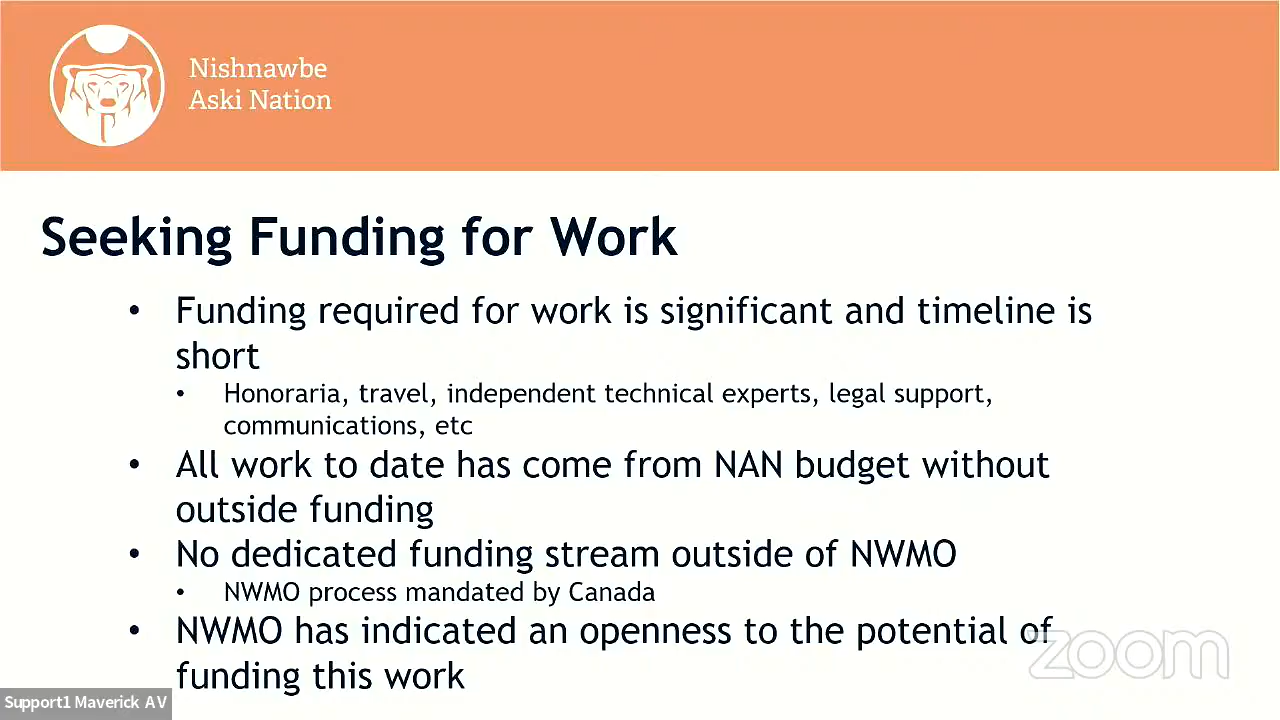 Nishnawbe
Aski Nation
Seeking Funding for Work
• Funding required for work is significant and timeline is
short
• Honoraria, travel, independent technical experts, legal support,
communications, etc
• All work to date has come from NAN budget without
outside funding
• No dedicated funding stream outside of NWMO
• NWMO process mandated by Canada
• NWMO has indicated an openness to the potential of
funding this work
zoom
Support1 Maverick AV